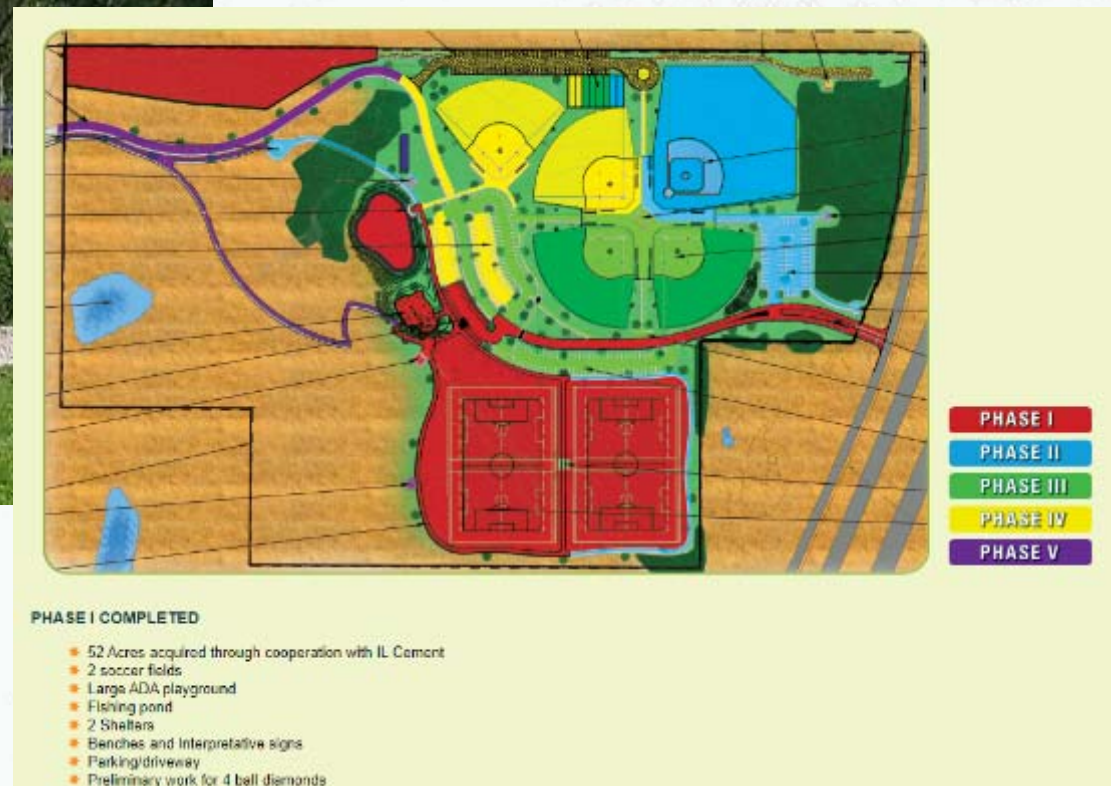 PHASE I
PHASE II
PHASE III
PHASE IV
PHASE V
PHASE I COMPLETED
52 Acres acquired through cooperation with IL Cement
2 soccer fields
Large ADA playground
Fishing pond
2 Shelters
Benches and Interpretative signs
Parking/driveway
Preliminary work for 4 ball diamonds